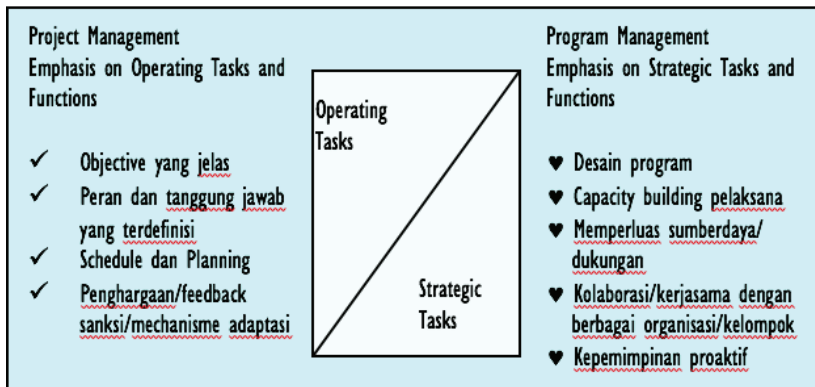 Project Management
Emphasis on Operating Tasks and
Functions
✓ Objective yang jelas
✓ Peran dan tanggung jawab
yang terdefinisi
✓ Schedule dan Planning
✓ Penghargaan/feedback
sanksi/mechanisme adaptasi
Operating
Tasks
Strategic
Tasks
Program Management
Emphasis on Strategic Tasks and
Functions
♥ Desain program
♥ Capacity building pelaksana
♥ Memperluas sumberdaya/
dukungan
♥ Kolaborasi/kerjasama dengan
berbagai organisasi/kelompok
♥ Kepemimpinan proaktif